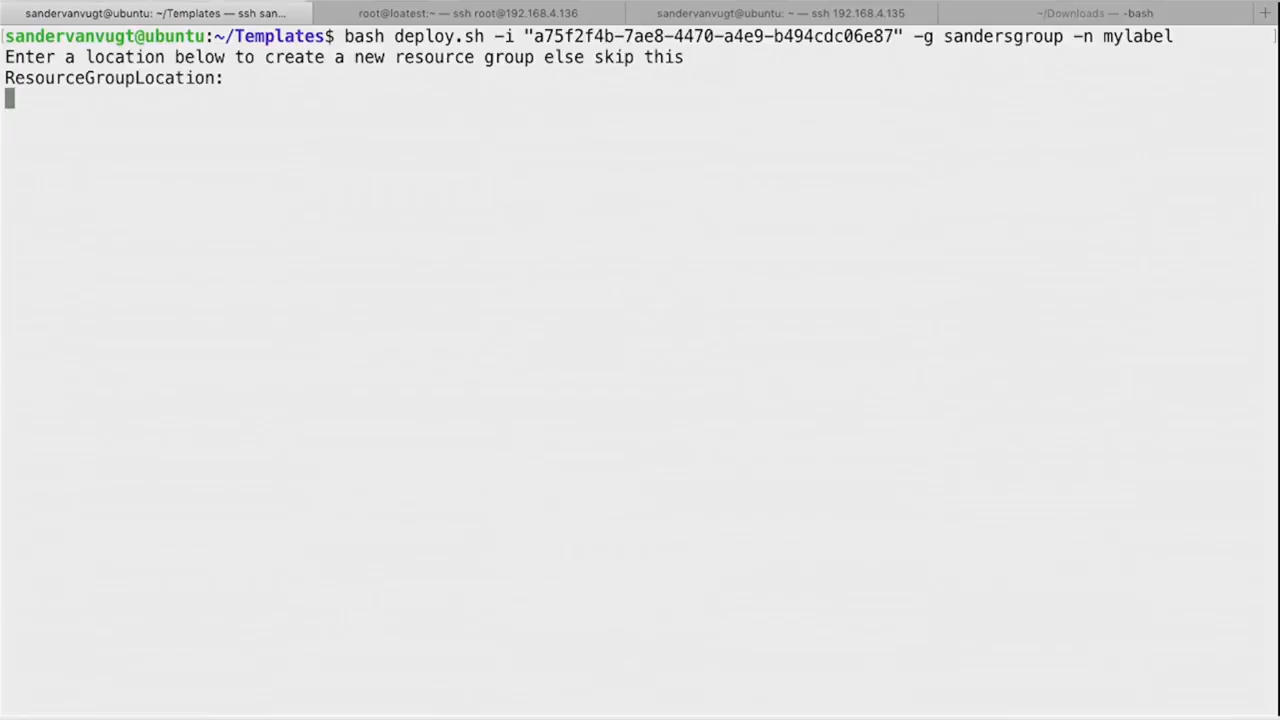 sandervanvugt@ubuntu: ~/Templates — ssh san...
root@loatest:~ — ssh root@192.168.4.136
sandervanvugt@ubuntu: ~ — ssh 192.168.4.135
~/Downloads — -bash
+
[sandervanvugt@ubuntu:~/Templates$ bash deploy.sh -i "a75f2f4b-7ae8-4470-a4e9-b494cdc06e87" -g sandersgroup -n mylabel ]
Enter a location below to create a new resource group else skip this
ResourceGroupLocation: